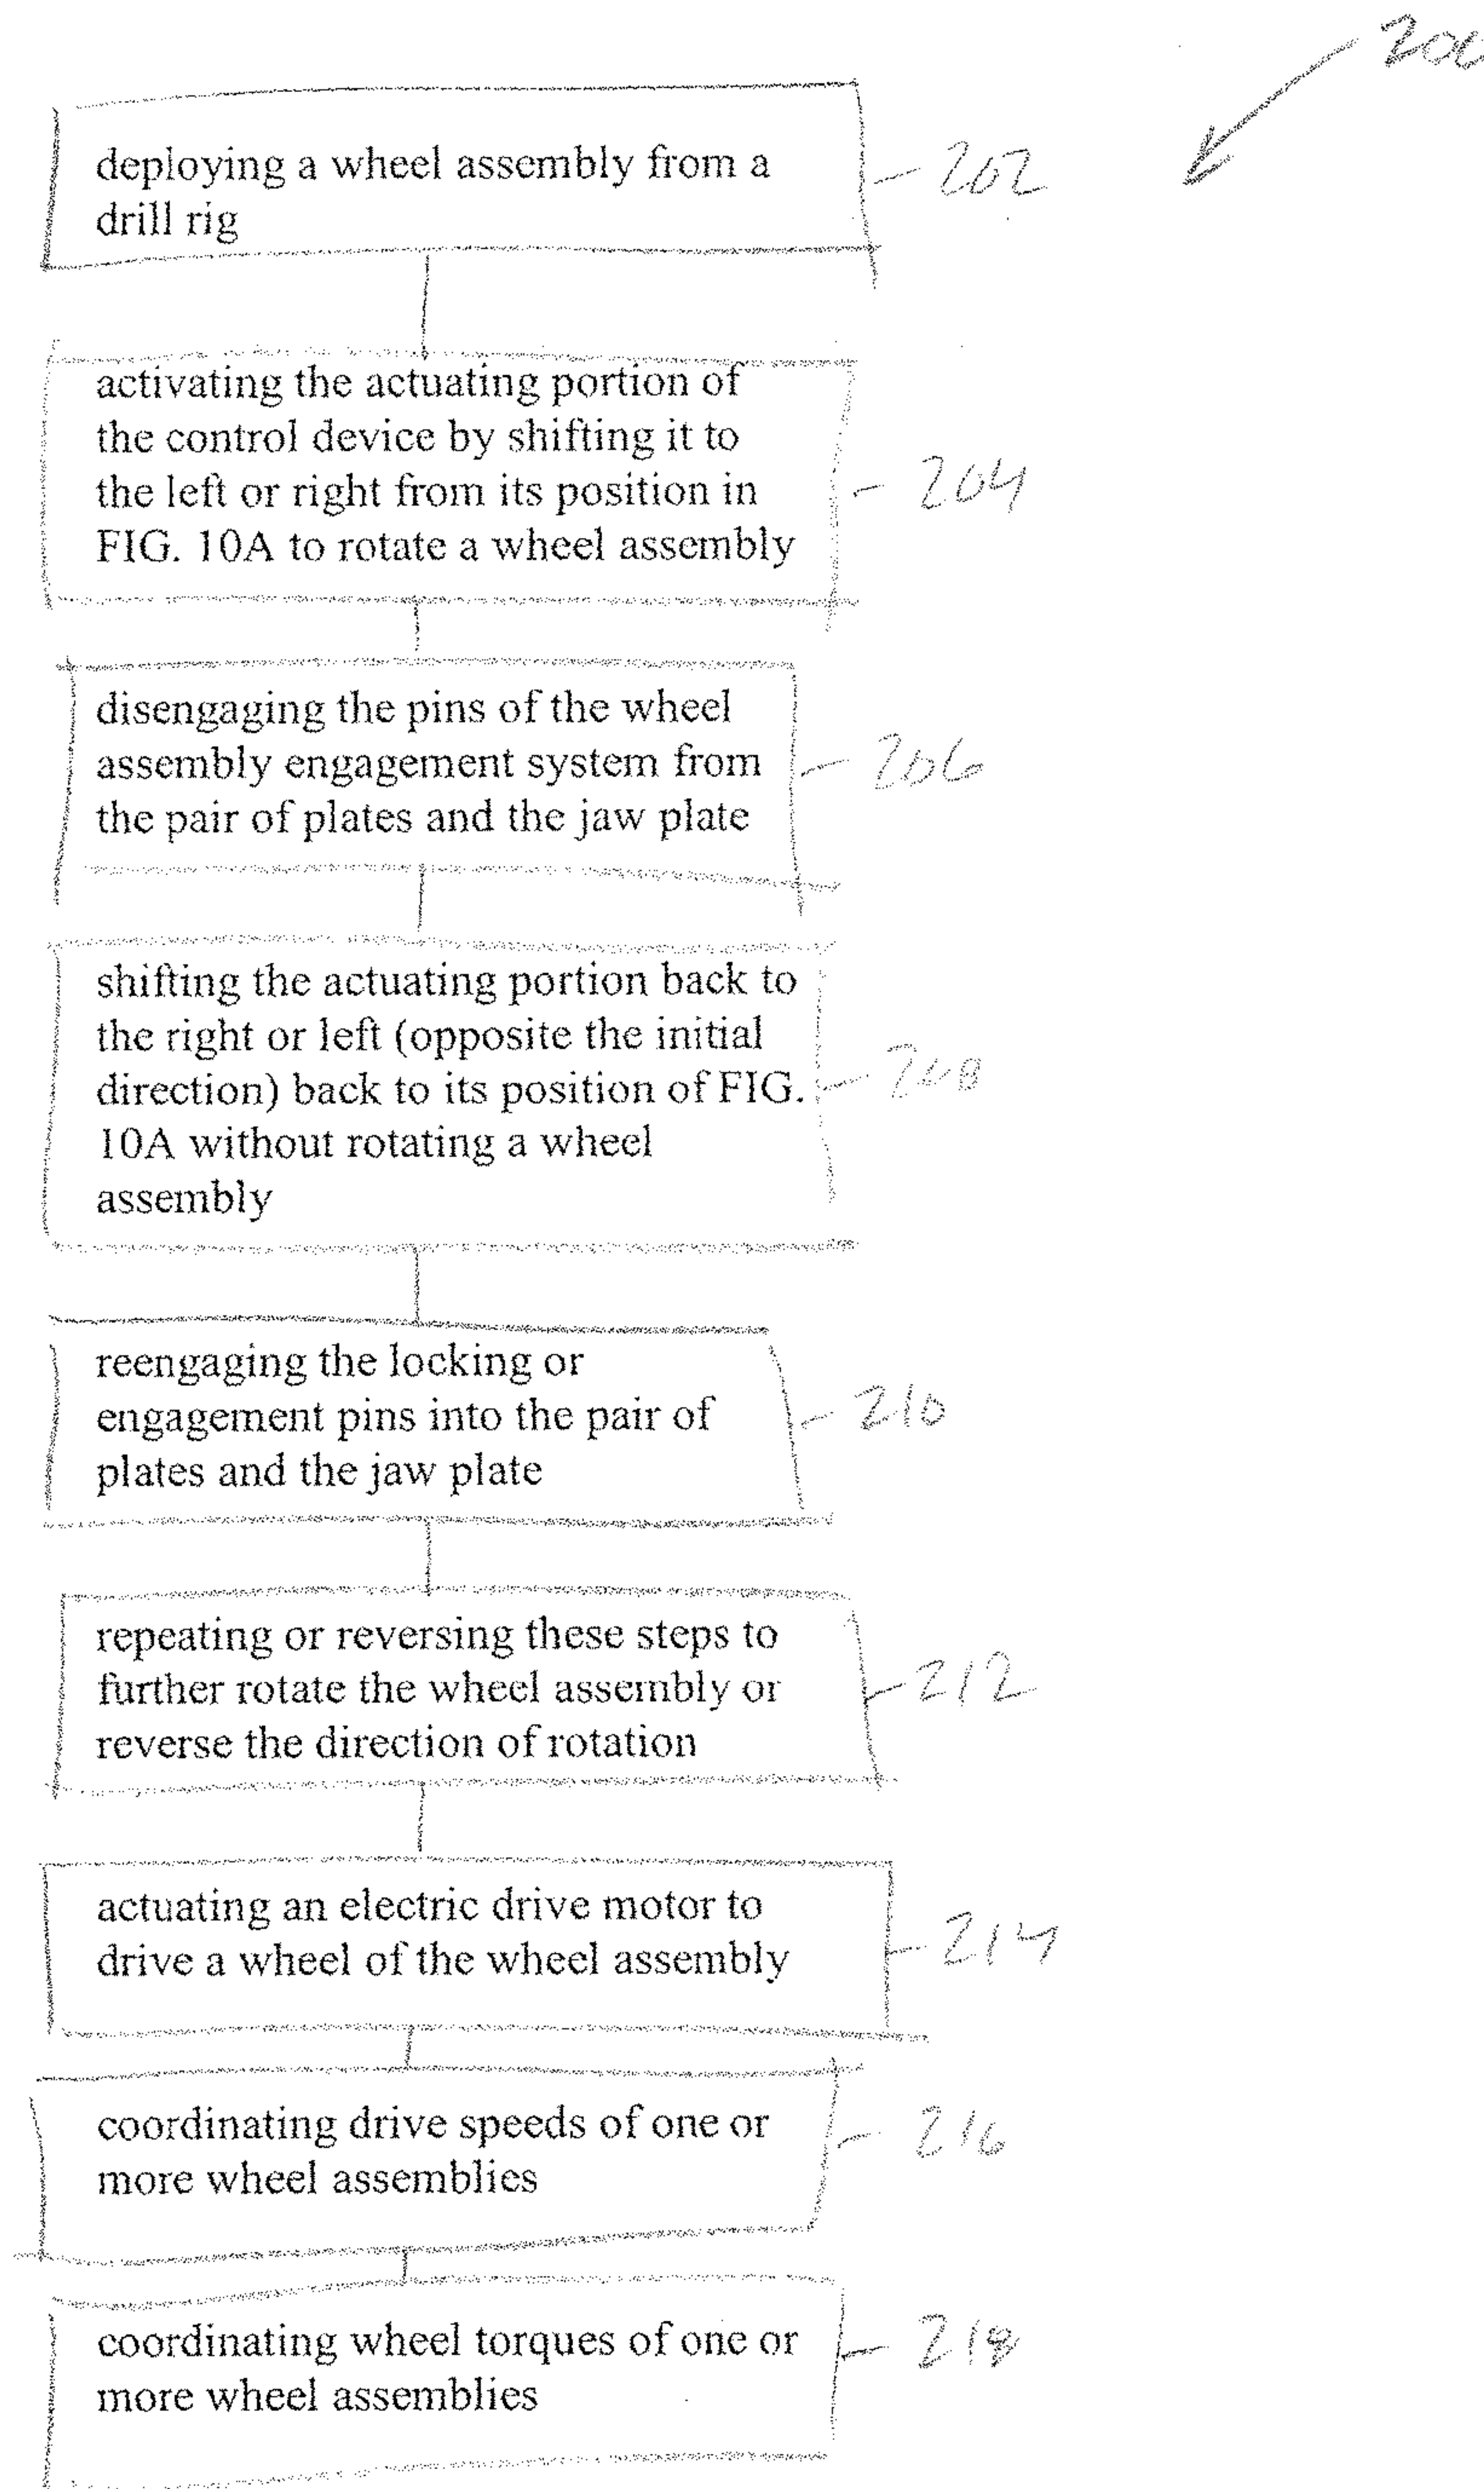 200
deploying a wheel assembly from a
drill rig
202
activating the actuating portion of
the control device by shifting it to
the left or right from its position in
FIG. 10A to rotate a wheel assembly
204
disengaging the pins of the wheel
assembly engagement system from
the pair of plates and the jaw plate
206
shifting the actuating portion back to
the right or left (opposite the initial
direction) back to its position of FIG.
10A without rotating a wheel
assembly
208
reengaging the locking or
engagement pins into the pair of
plates and the jaw plate
210
repeating or reversing these steps to
further rotate the wheel assembly or
reverse the direction of rotation
212
actuating an electric drive motor to
drive a wheel of the wheel assembly
214
coordinating drive speeds of one or
more wheel assemblies
216
coordinating wheel torques of one or
more wheel assemblies
218